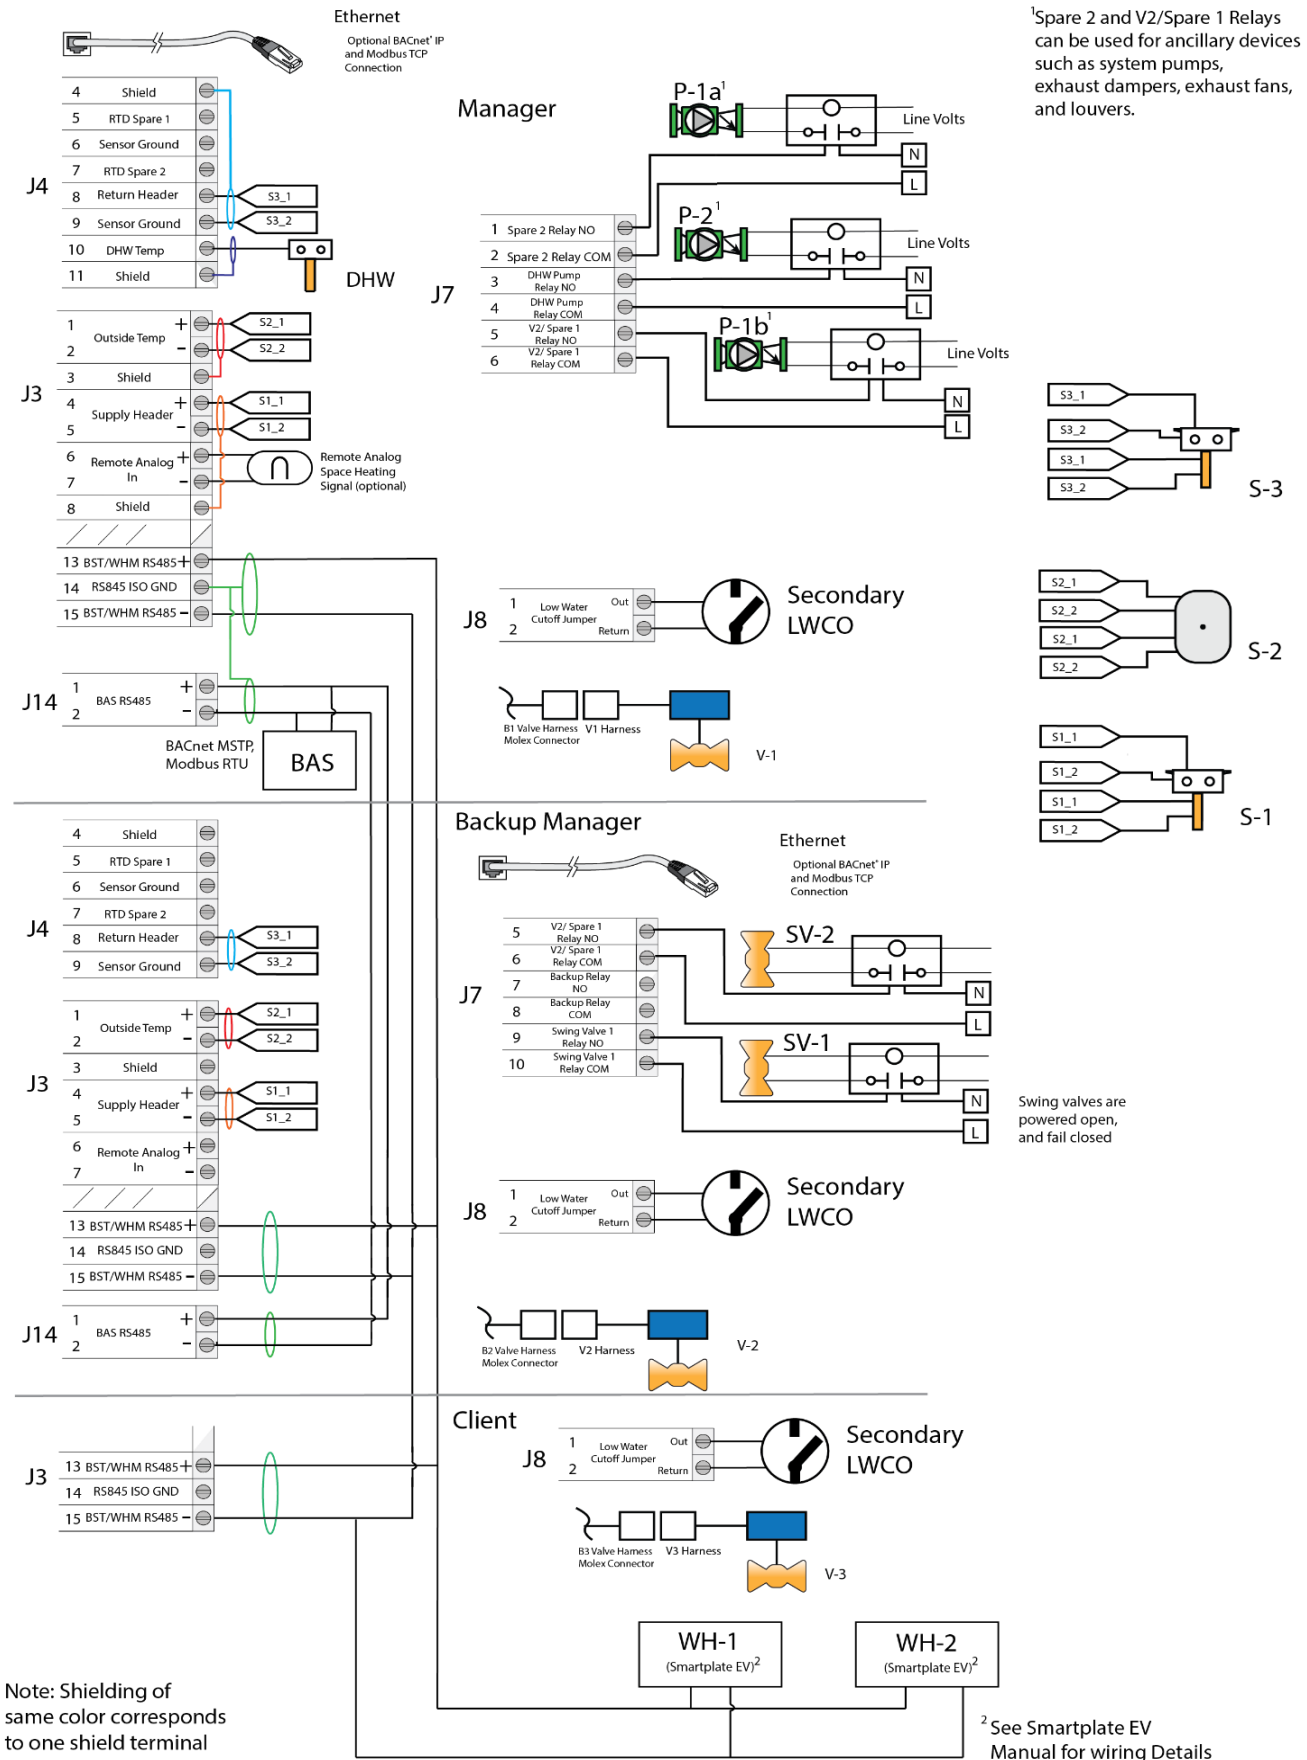 Ethernet
Optional BACnet* IP
and Modbus TCP
Connection
¹Spare 2 and V2/Spare 1 Relays
can be used for ancillary devices
such as system pumps,
exhaust dampers, exhaust fans,
and louvers.
Manager
J4
4 Shield
5 RTD Spare 1
6 Sensor Ground
7 RTD Spare 2
8 Return Header S3_1
9 Sensor Ground S3_2
10 DHW Temp
11 Shield
DHW
P-1a¹
Line Volts
N
L
P-2¹
Line Volts
N
L
P-1b¹
Line Volts
N
L
J7
1 Spare 2 Relay NO
2 Spare 2 Relay COM
3 DHW Pump
Relay NO
4 DHW Pump
Relay COM
5 V2/ Spare 1
Relay NO
6 V2/ Spare 1
Relay COM
J3
1 + S2_1
Outside Temp
2 - S2_2
3 Shield
4 + S1_1
Supply Header
5 - S1_2
6 +
Remote Analog
In
7 -
8 Shield
Remote Analog
Space Heating
Signal (optional)
13 BST/WHM RS485 +
14 RS845 ISO GND
15 BST/WHM RS485 -
J14
1 +
BAS RS485
2 -
BACnet MSTP,
Modbus RTU
BAS
J8
1 Out
Low Water
Cutoff Jumper
2 Return
Secondary
LWCO
B1 Valve Harness
Molex Connector
V1 Harness
V-1
S3_1
S3_2
S3_1
S3_2
S-3
S2_1
S2_2
S2_1
S2_2
S-2
S1_1
S1_2
S1_1
S1_2
S-1
Backup Manager
Ethernet
Optional BACnet* IP
and Modbus TCP
Connection
J4
4 Shield
5 RTD Spare 1
6 Sensor Ground
7 RTD Spare 2
8 Return Header S3_1
9 Sensor Ground S3_2
J3
1 + S2_1
Outside Temp
2 - S2_2
3 Shield
4 + S1_1
Supply Header
5 - S1_2
6 +
Remote Analog
In
7 -
13 BST/WHM RS485 +
14 RS845 ISO GND
15 BST/WHM RS485 -
J14
1 +
BAS RS485
2 -
J7
5 V2/ Spare 1
Relay NO
6 V2/ Spare 1
Relay COM
7 Backup Relay
NO
8 Backup Relay
COM
9 Swing Valve 1
Relay NO
10 Swing Valve 1
Relay COM
SV-2
N
L
SV-1
N
L
Swing valves are
powered open,
and fail closed
J8
1 Out
Low Water
Cutoff Jumper
2 Return
Secondary
LWCO
B2 Valve Harness
Molex Connector
V2 Harness
V-2
Client
J3
13 BST/WHM RS485 +
14 RS845 ISO GND
15 BST/WHM RS485 -
J8
1 Out
Low Water
Cutoff Jumper
2 Return
Secondary
LWCO
B3 Valve Harness
Molex Connector
V3 Harness
V-3
WH-1
(Smartplate EV)²
WH-2
(Smartplate EV)²
Note: Shielding of
same color corresponds
to one shield terminal
² See Smartplate EV
Manual for wiring Details